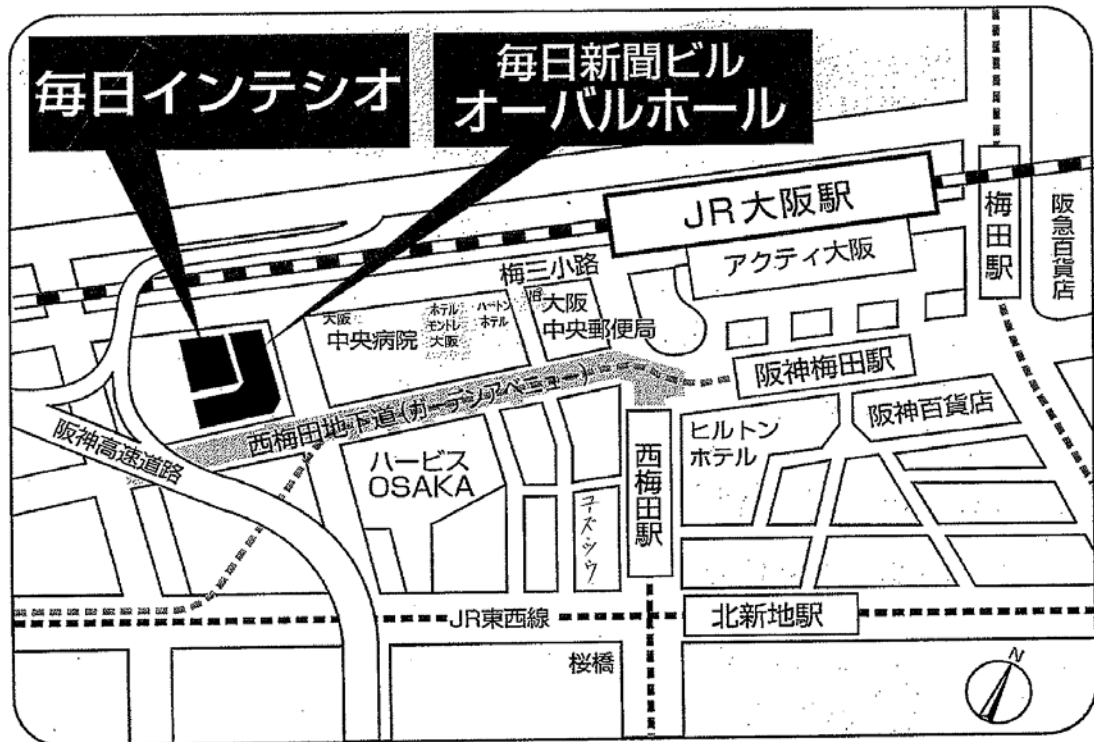 毎日インテシオ
毎日新聞ビル
オーバルホール
JR大阪駅
梅田駅
阪急百貨店
アクティ大阪
梅三小路
旧大阪
中央郵便局
大阪
中央病院
ホテル
モントレ
大阪
ハートン
ホテル
阪神梅田駅
阪神百貨店
西梅田地下道(ガーデンアベニュー)
阪神高速道路
ハービス
OSAKA
西梅田駅
ヒルトン
ホテル
JR東西線
北新地駅
桜橋
N